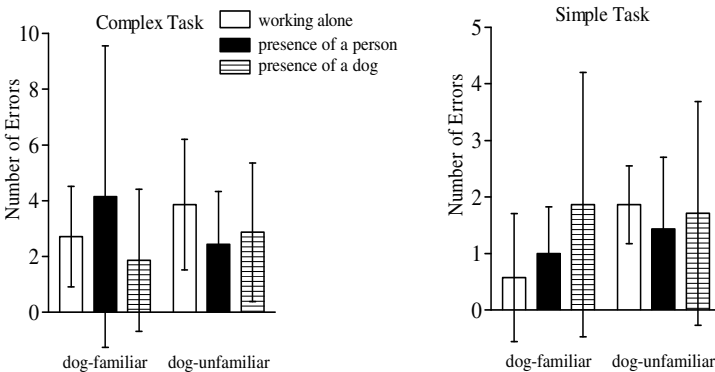 Complex Task
working alone
presence of a person
presence of a dog
Number of Errors
10
8
6
4
2
0
dog-familiar dog-unfamiliar
Simple Task
Number of Errors
5
4
3
2
1
0
dog-familiar dog-unfamiliar